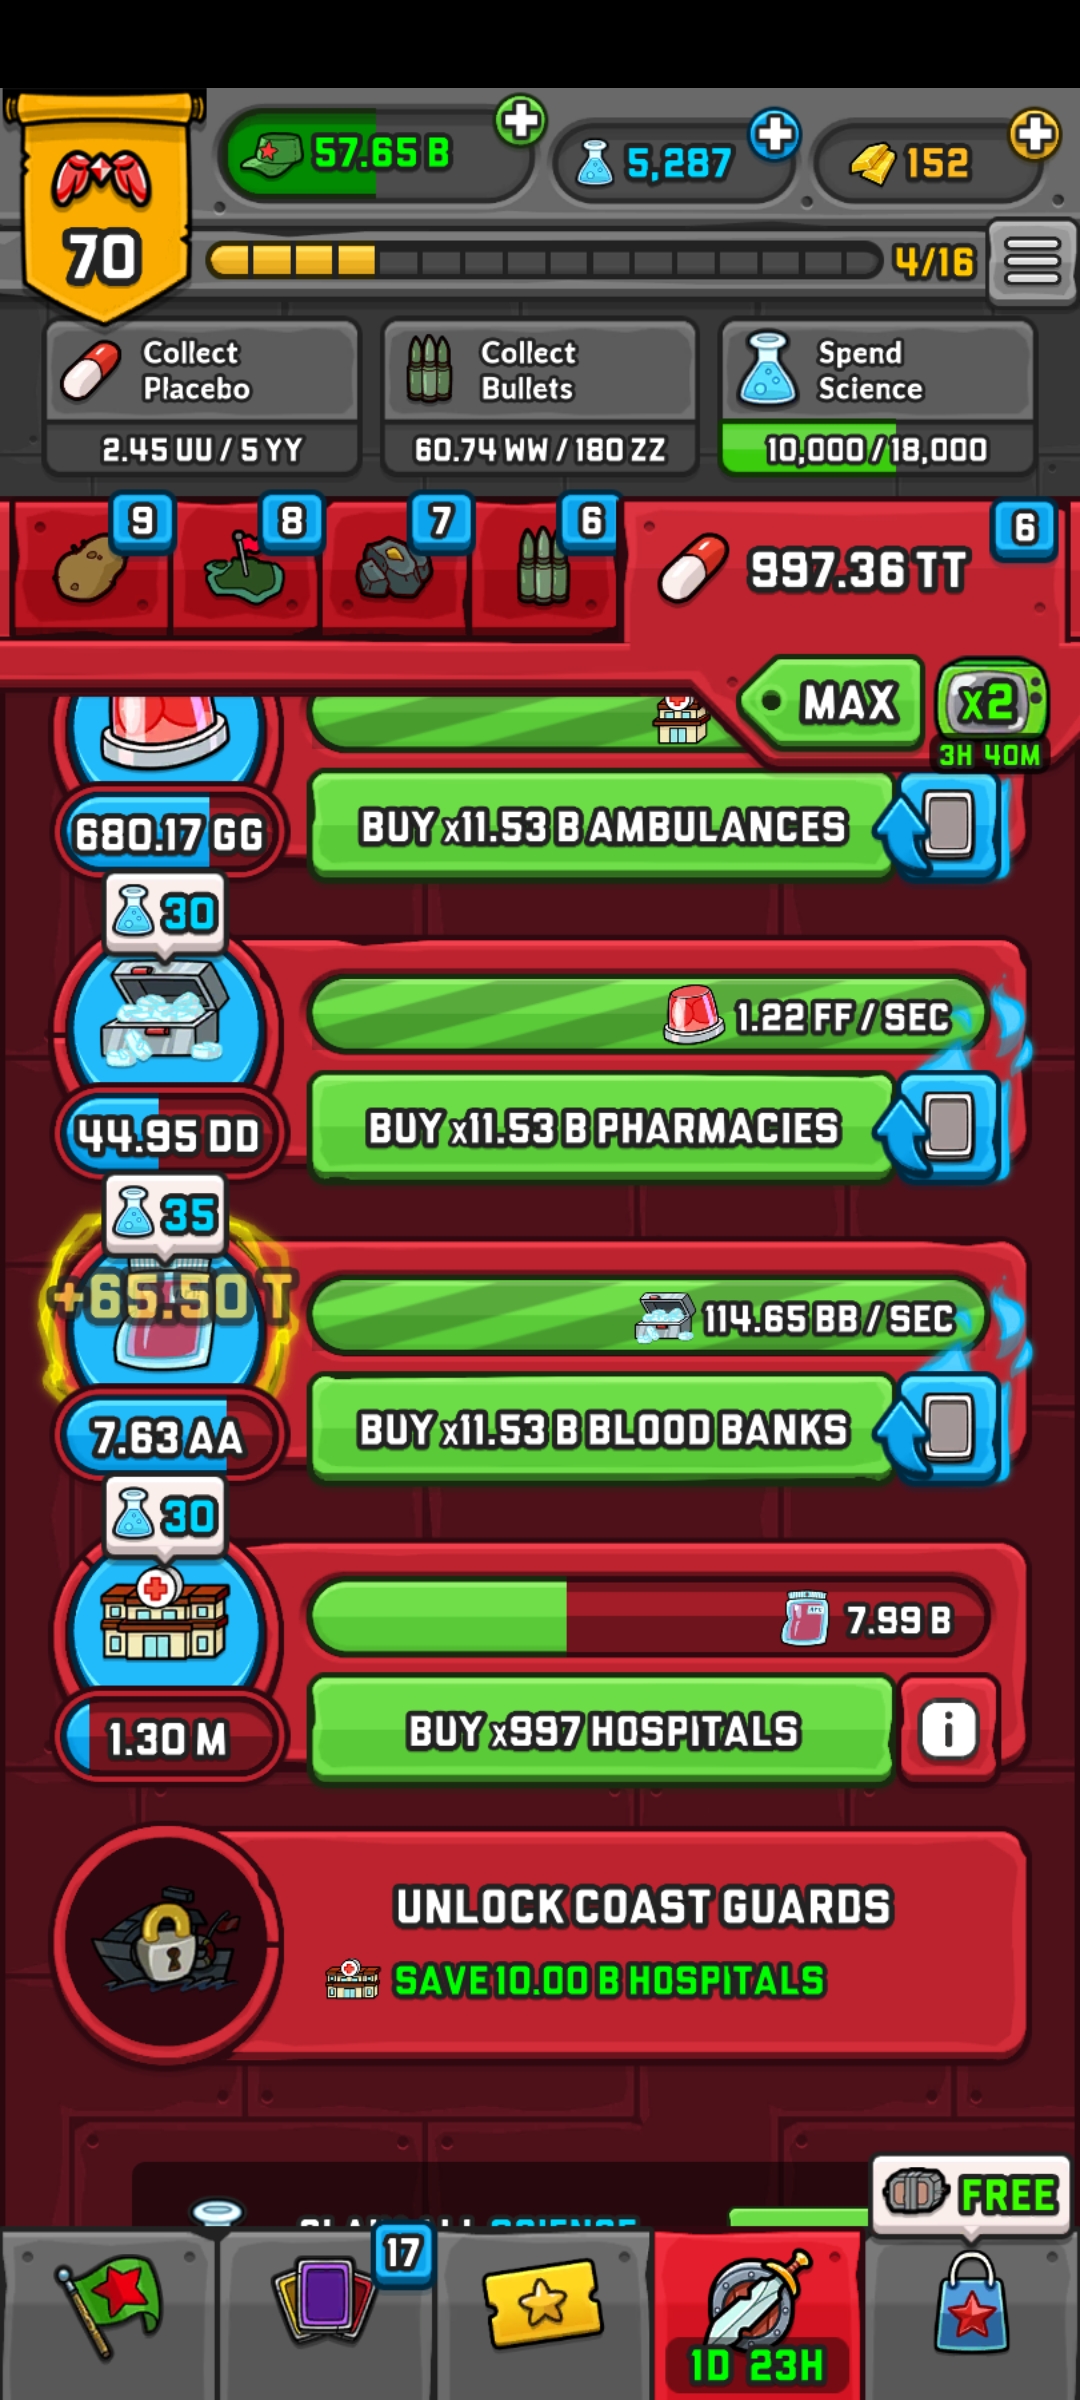 57.65 B
5,287
152
70
4/16
Collect
Placebo
2.45 UU / 5 YY
Collect
Bullets
60.74 WW / 180 ZZ
Spend
Science
10,000 / 18,000
9
8
7
6
997.36 TT
6
MAX
x2
3H 40M
680.17 GG
BUY x11.53 B AMBULANCES
30
1.22 FF / SEC
44.95 DD
BUY x11.53 B PHARMACIES
35
+65.50 T
114.65 BB / SEC
7.63 AA
BUY x11.53 B BLOOD BANKS
30
7.99 B
1.30 M
BUY x997 HOSPITALS
i
UNLOCK COAST GUARDS
SAVE 10.00 B HOSPITALS
FREE
17
1D 23H